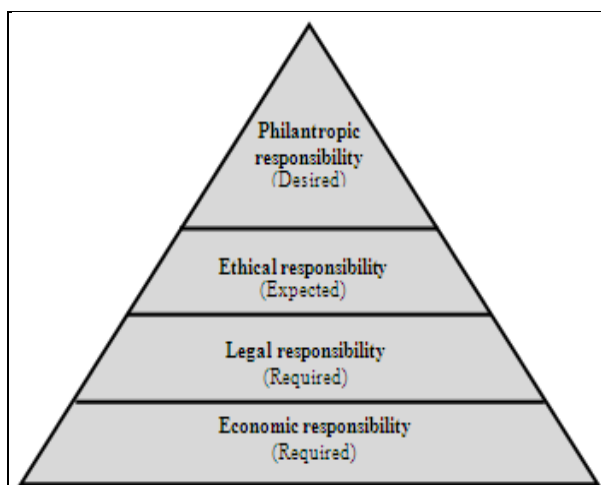 Philantropic
responsibility
(Desired)
Ethical responsibility
(Expected)
Legal responsibility
(Required)
Economic responsibility
(Required)